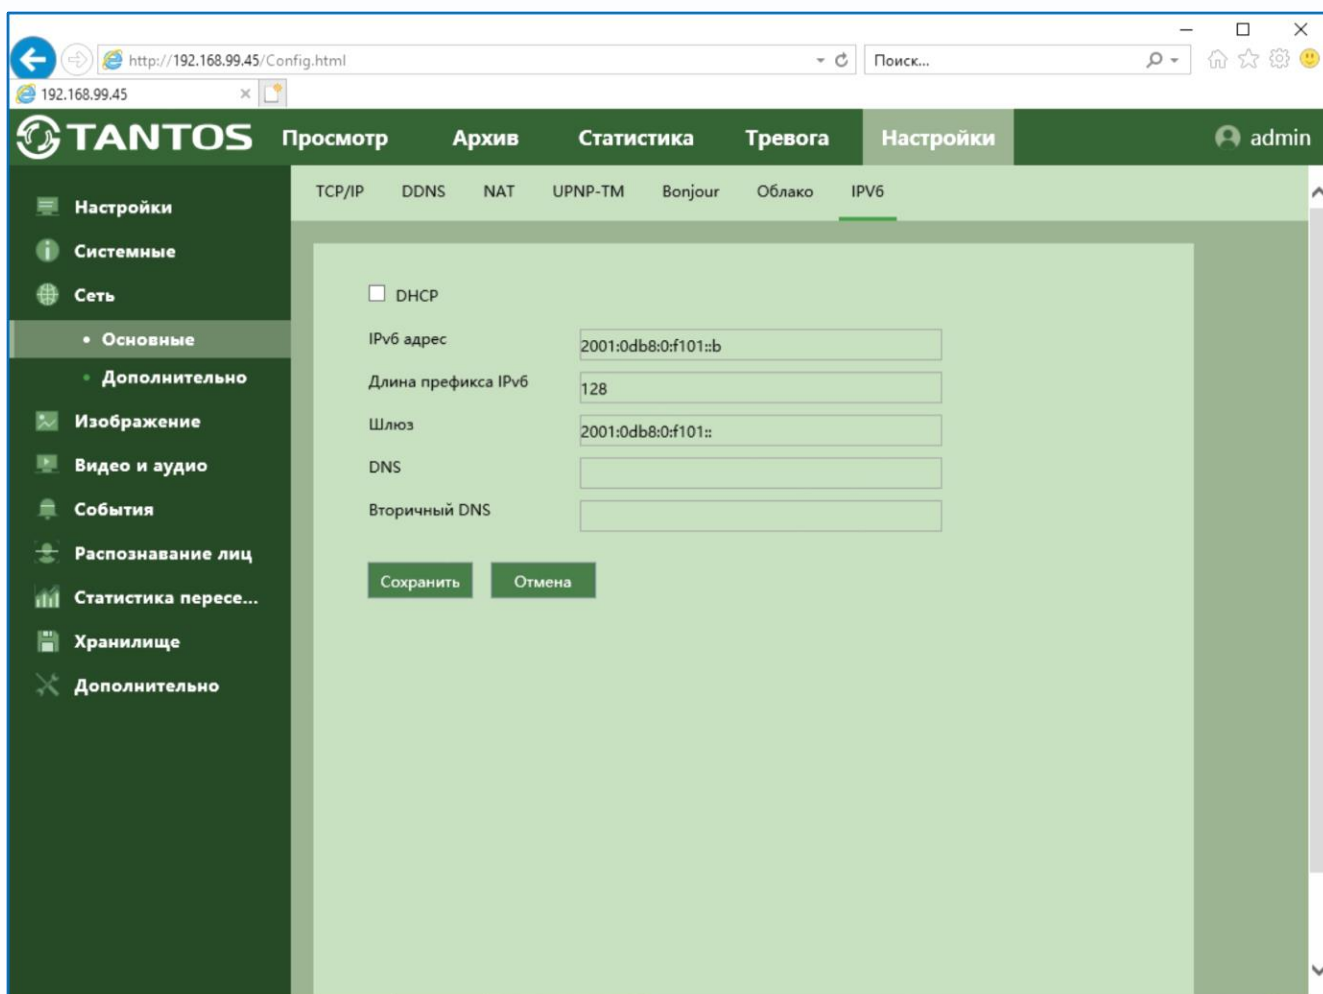 http://192.168.99.45/Config.html
Поиск...
192.168.99.45
TANTOS
Просмотр Архив Статистика Тревога Настройки admin
TCP/IP DDNS NAT UPNP-TM Bonjour Облако IPV6
Настройки
Системные
Сеть
• Основные
• Дополнительно
Изображение
Видео и аудио
События
Распознавание лиц
Статистика пересе...
Хранилище
Дополнительно
DHCP
IPv6 адрес 2001:0db8:0:f101::b
Длина префикса IPv6 128
Шлюз 2001:0db8:0:f101::
DNS
Вторичный DNS
Сохранить Отмена